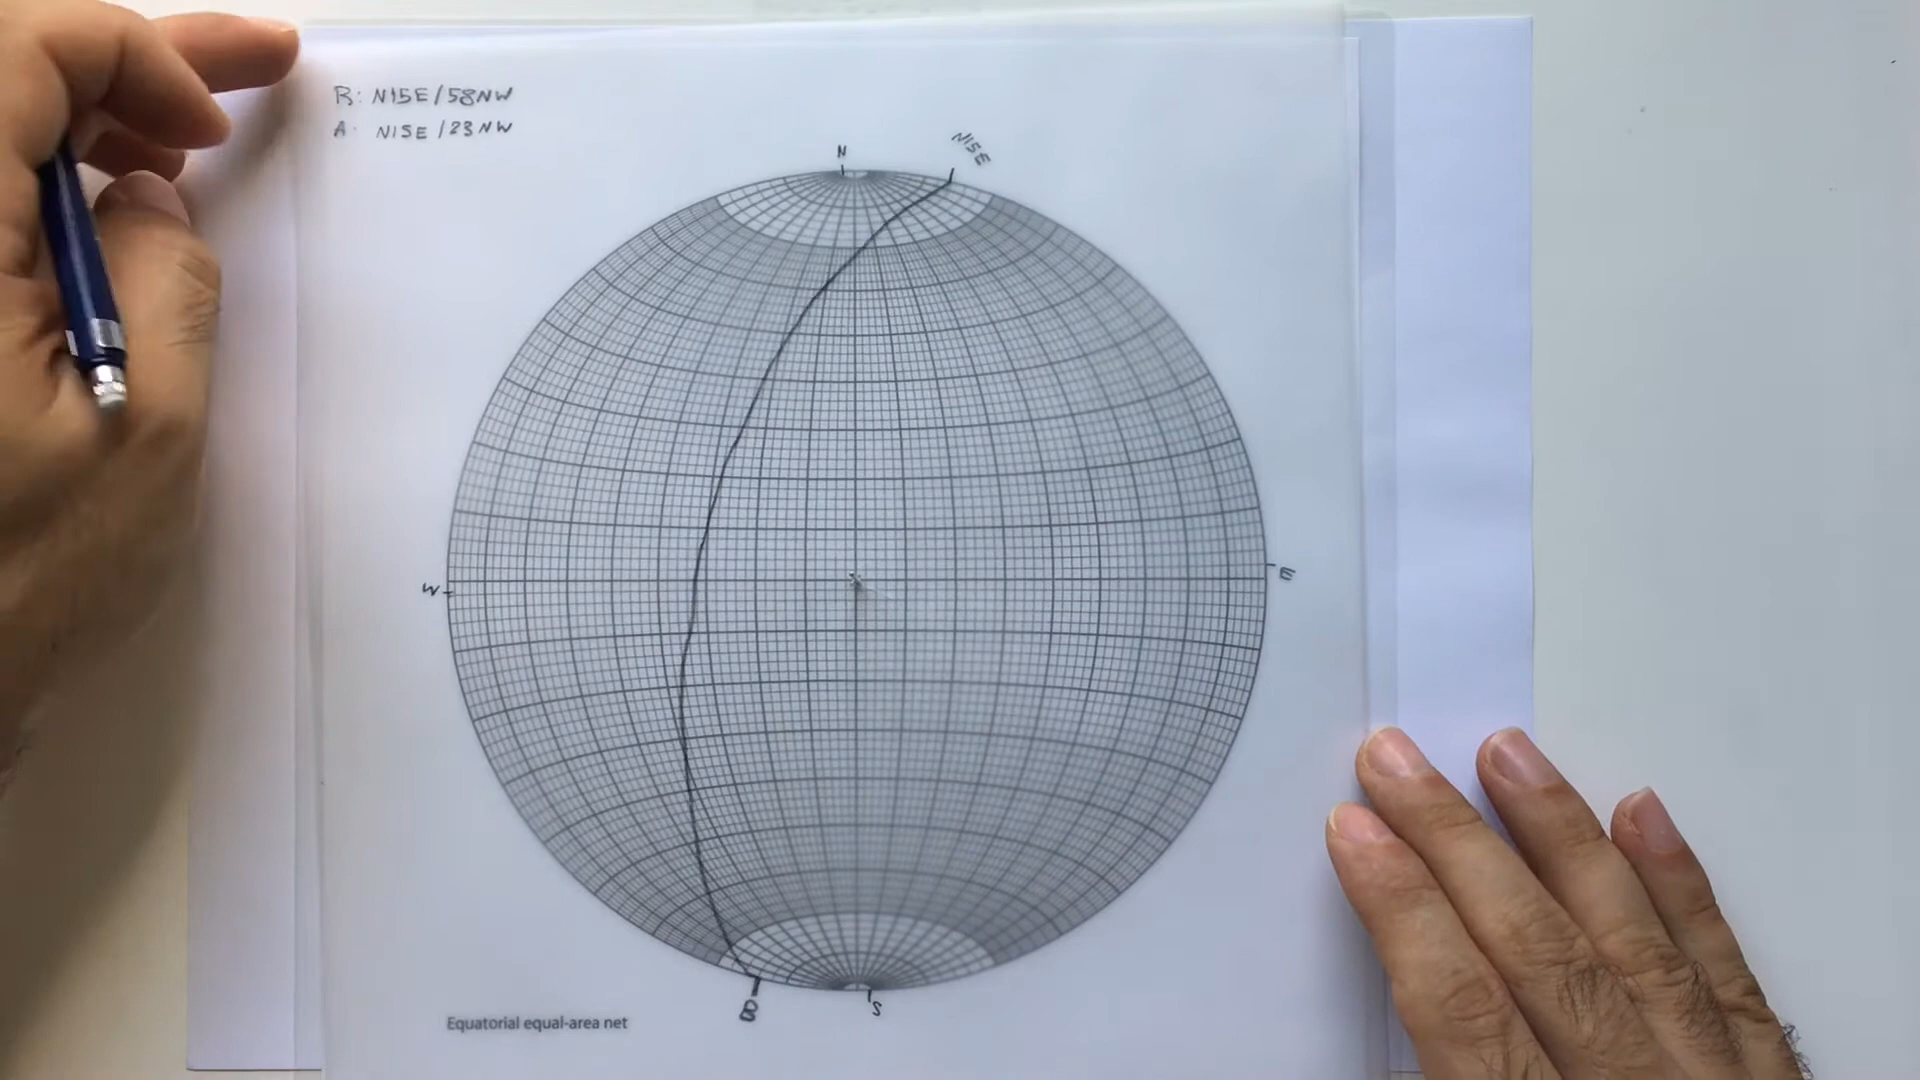 B: N15E/58NW
A: N15E/23NW
N
N15E
W
E
B
S
Equatorial equal-area net